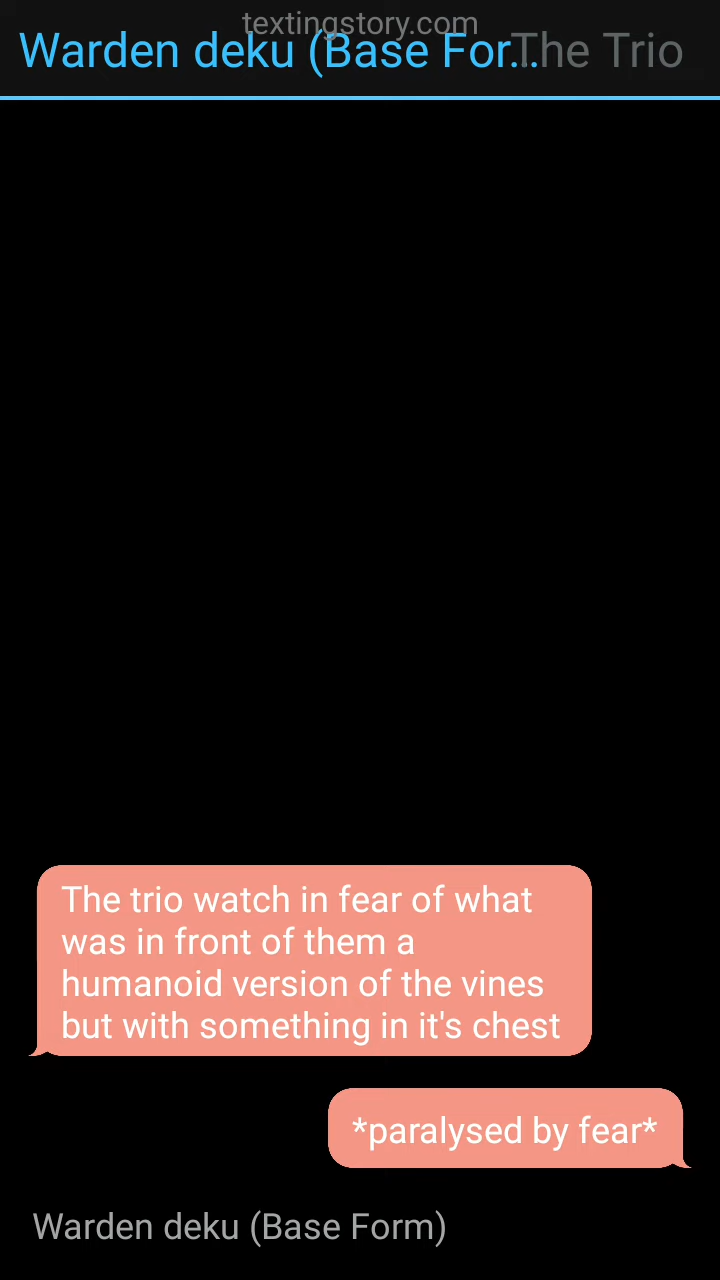 textingstory.com
Warden deku (Base For... The Trio
The trio watch in fear of what
was in front of them a
humanoid version of the vines
but with something in it's chest
*paralysed by fear*
Warden deku (Base Form)